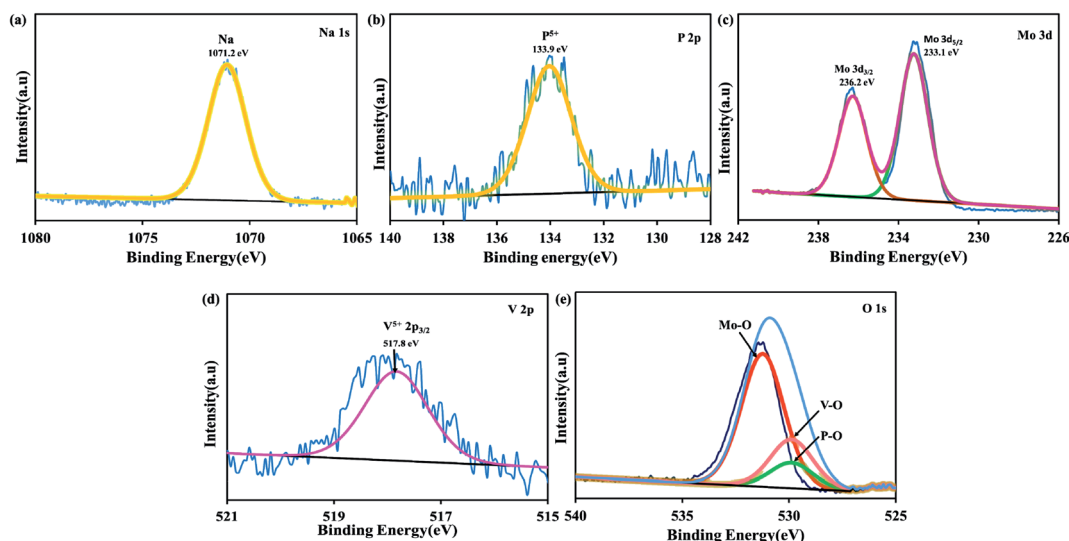 (a)
Na 1s
Na
1071.2 eV
Intensity(a.u)
1080
1075
1070
1065
Binding Energy(eV)
(b)
P 2p
P⁵⁺
133.9 eV
Intensity(a.u)
140
138
136
134
132
130
128
Binding energy(eV)
(c)
Mo 3d
Mo 3d₅/₂
233.1 eV
Mo 3d₃/₂
236.2 eV
Intensity(a.u)
242
238
234
230
226
Binding Energy(eV)
(d)
V 2p
V⁵⁺ 2p₃/₂
517.8 eV
Intensity(a.u)
521
519
517
515
Binding Energy(eV)
(e)
O 1s
Mo-O
V-O
P-O
Intensity(a.u)
540
535
530
525
Binding Energy(eV)